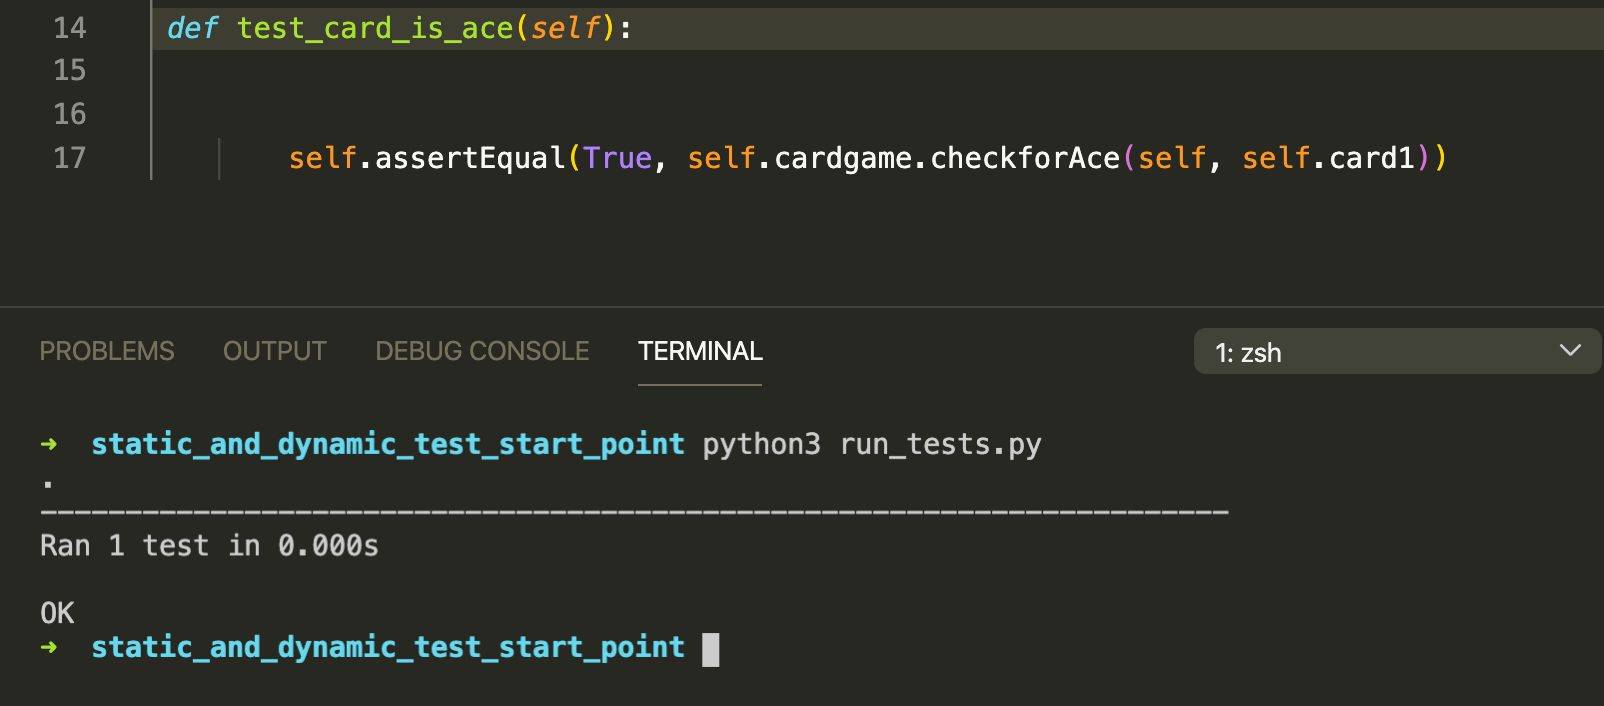 14 def test_card_is_ace(self):
15
16
17 self.assertEqual(True, self.cardgame.checkforAce(self, self.card1))
PROBLEMS OUTPUT DEBUG CONSOLE TERMINAL 1: zsh
➜ static_and_dynamic_test_start_point python3 run_tests.py
.
----------------------------------------------------------------------
Ran 1 test in 0.000s
OK
➜ static_and_dynamic_test_start_point